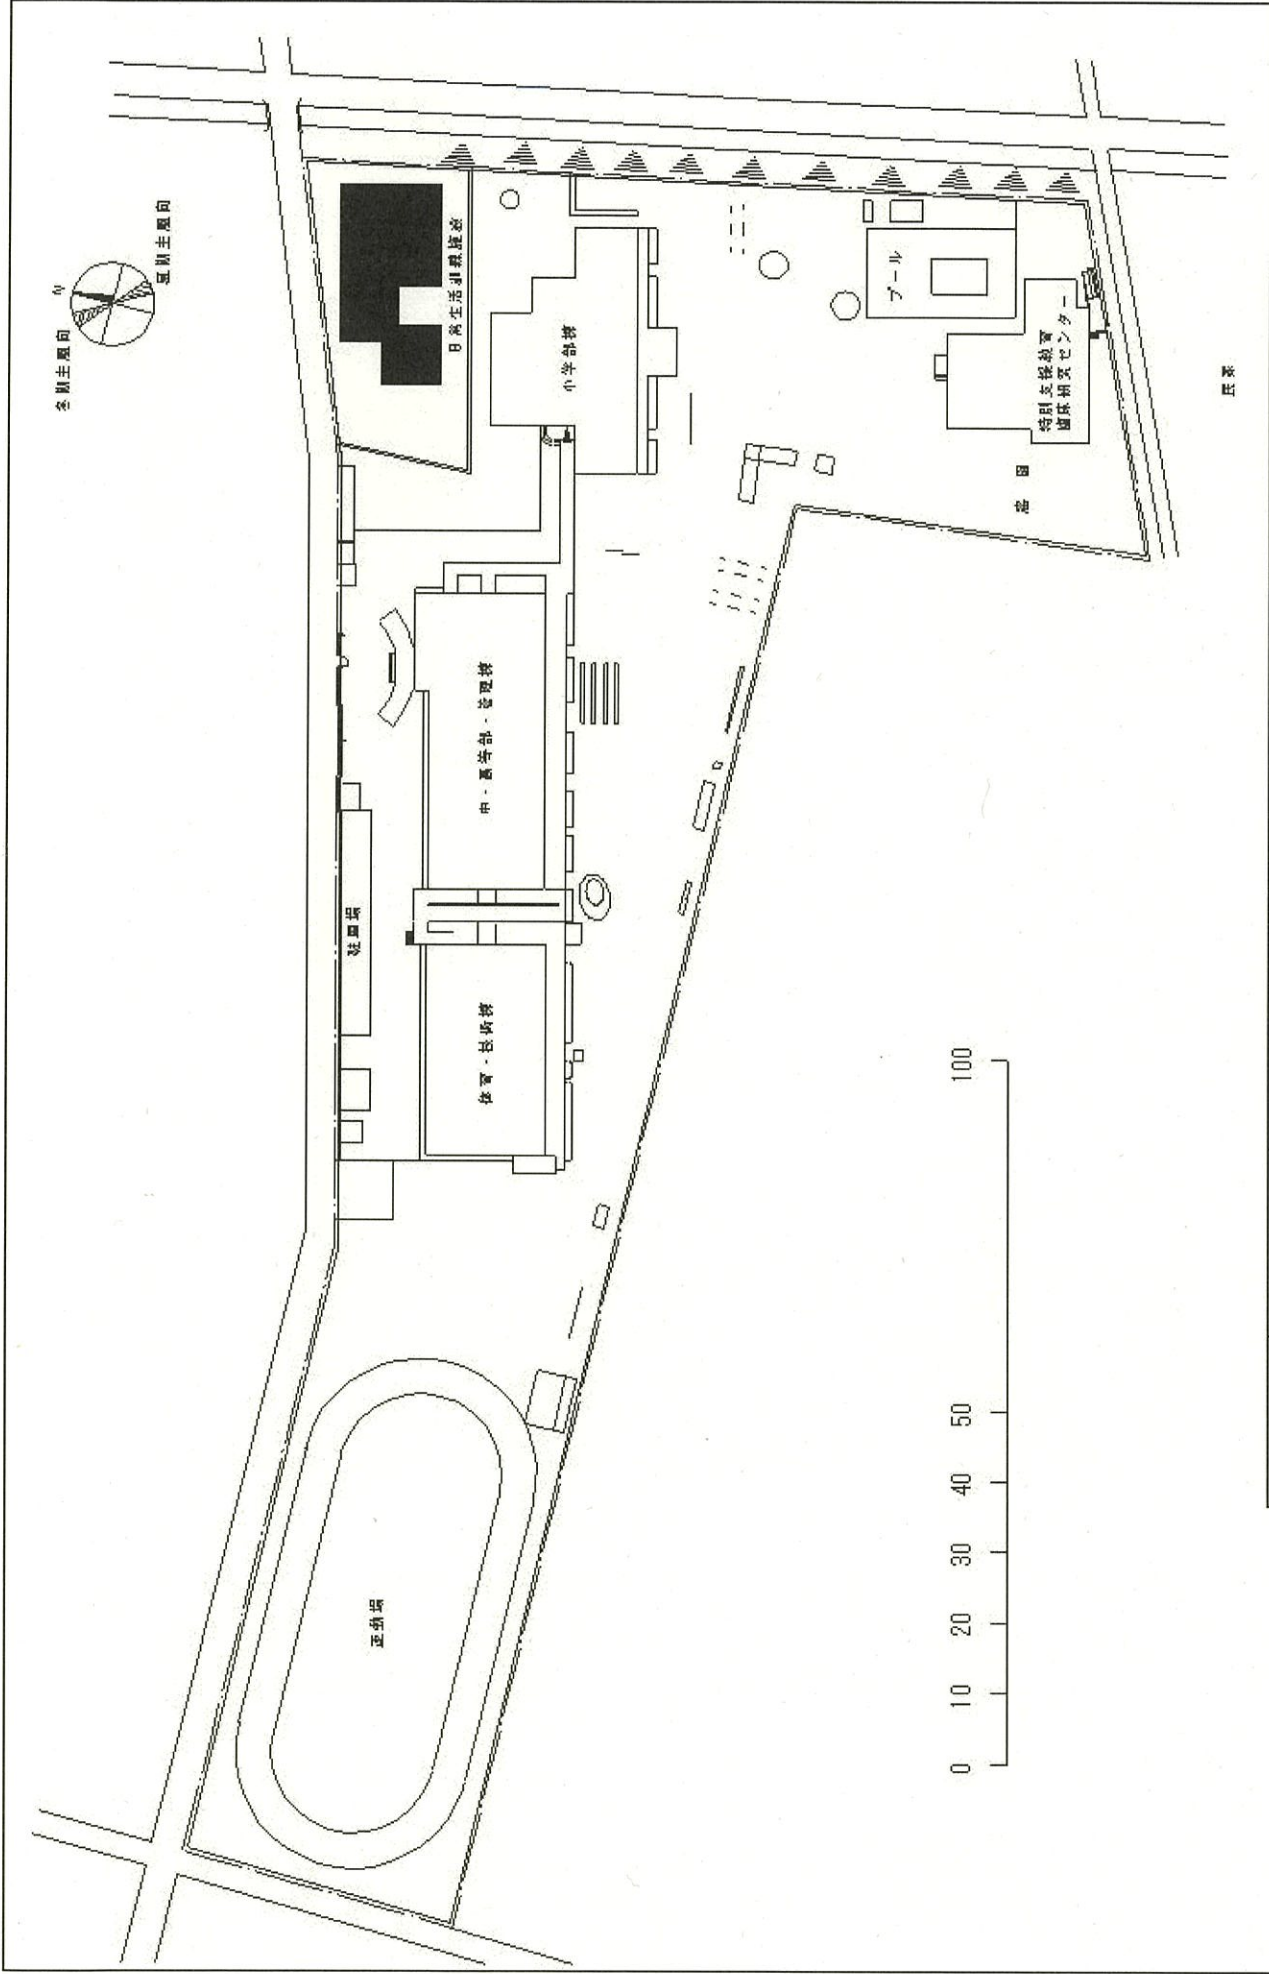 冬期主風向
N
夏期主風向
日常生活訓練施設
小学部棟
プール
特別支援教育
臨床研究センター
民家
農園
中・高等部・管理棟
駐車場
体育・技術棟
運動場
0 10 20 30 40 50 100